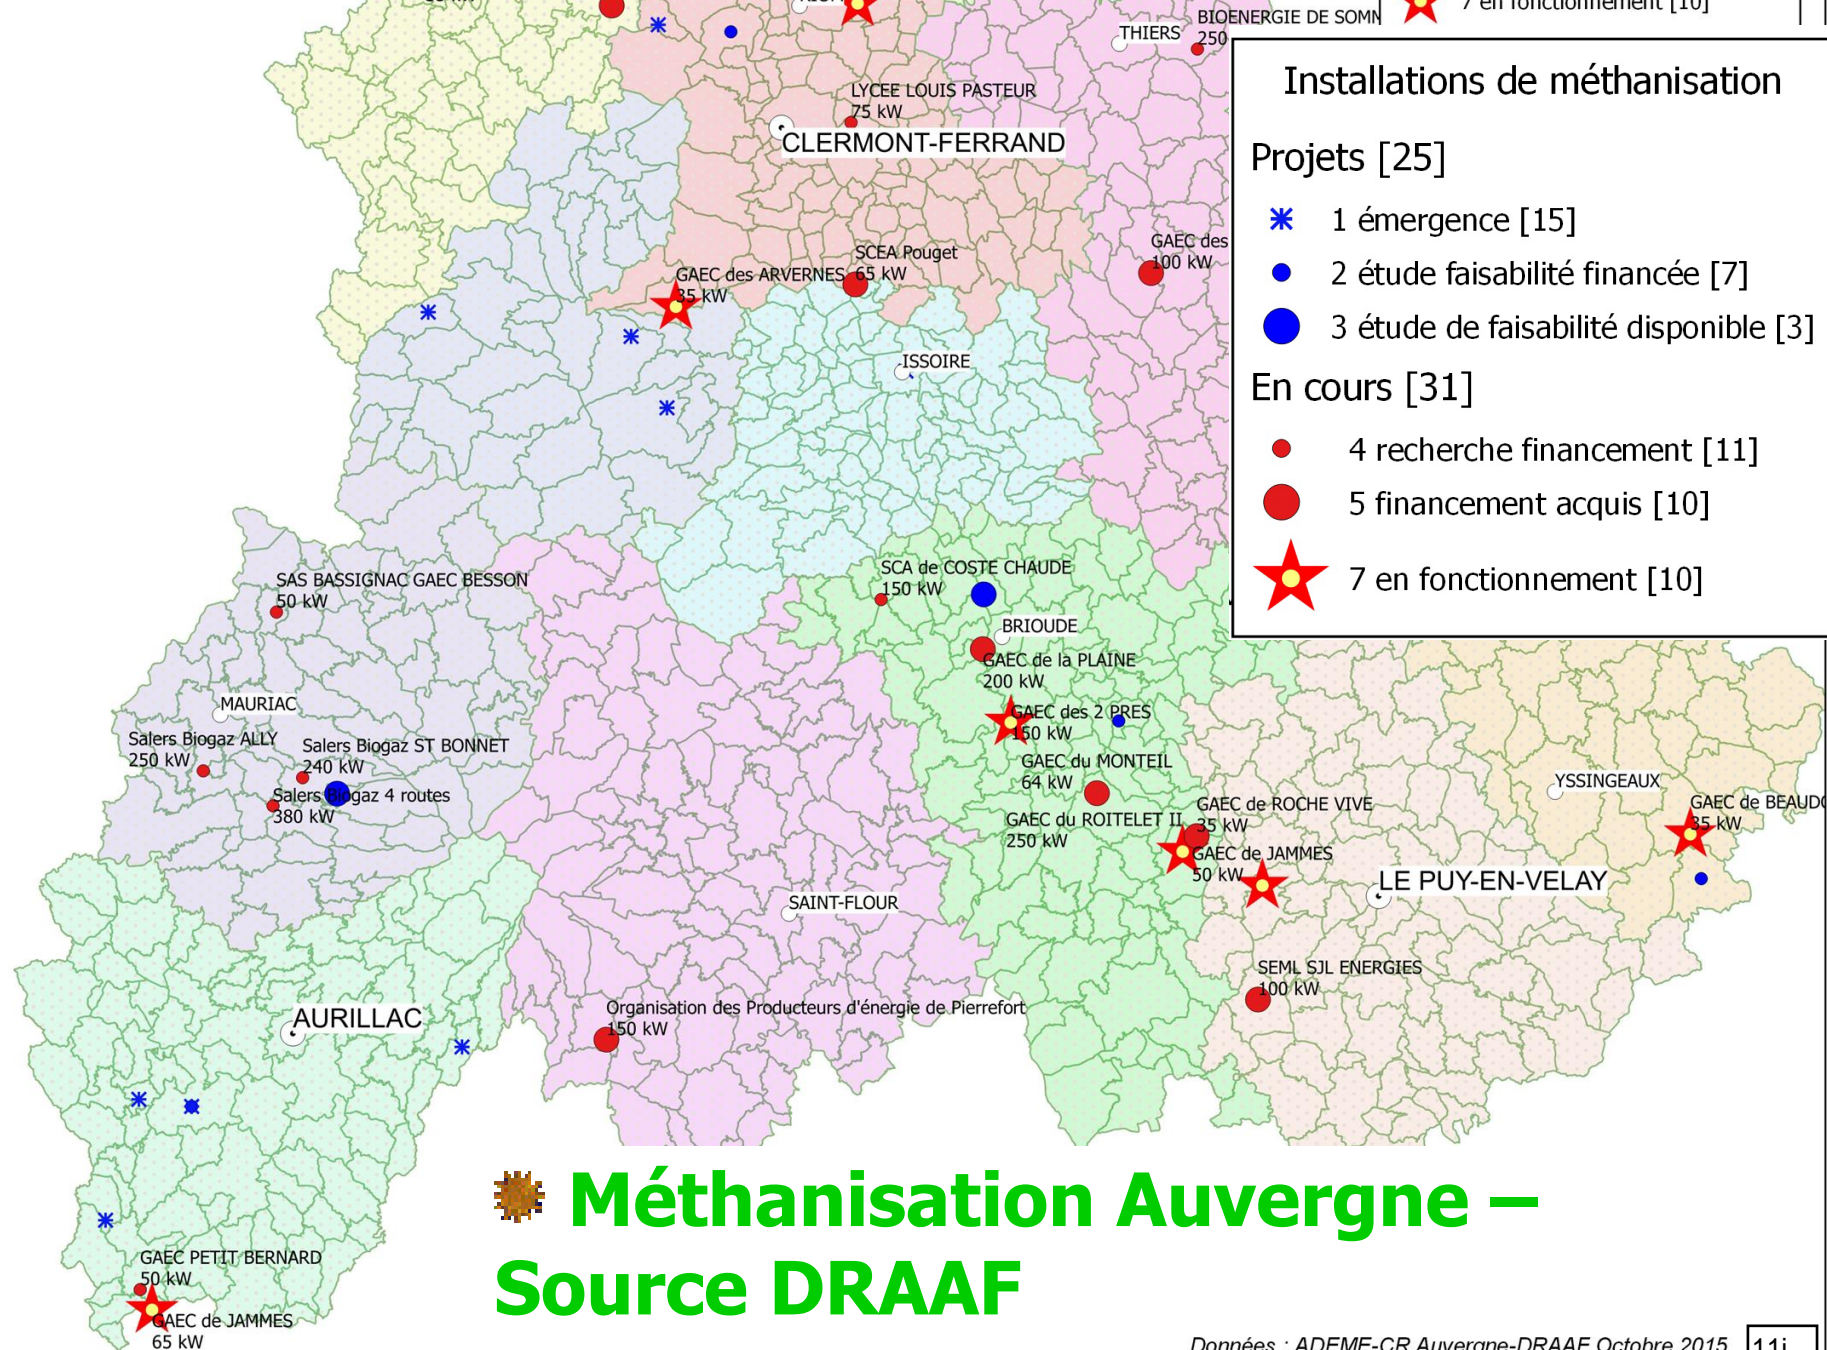 7 en fonctionnement [10]
BIOENERGIE DE SOMM
250
THIERS
LYCEE LOUIS PASTEUR
75 kW
CLERMONT-FERRAND
Installations de méthanisation
Projets [25]
1 émergence [15]
2 étude faisabilité financée [7]
3 étude de faisabilité disponible [3]
En cours [31]
4 recherche financement [11]
5 financement acquis [10]
7 en fonctionnement [10]
GAEC des
100 kW
SCEA Pouget
65 kW
GAEC des ARVERNES
35 kW
ISSOIRE
SAS BASSIGNAC GAEC BESSON
50 kW
SCA de COSTE CHAUDE
150 kW
BRIOUDE
GAEC de la PLAINE
200 kW
MAURIAC
GAEC des 2 PRES
150 kW
Salers Biogaz ALLY
250 kW
Salers Biogaz ST BONNET
240 kW
Salers Biogaz 4 routes
380 kW
GAEC du MONTEIL
64 kW
YSSINGEAUX
GAEC de ROCHE VIVE
35 kW
GAEC de BEAUDO
35 kW
GAEC du ROITELET II
250 kW
GAEC de JAMMES
50 kW
LE PUY-EN-VELAY
SAINT-FLOUR
SEML SJL ENERGIES
100 kW
Organisation des Producteurs d'énergie de Pierrefort
150 kW
AURILLAC
Méthanisation Auvergne –
Source DRAAF
GAEC PETIT BERNARD
50 kW
GAEC de JAMMES
65 kW
Données : ADEME-CR Auvergne-DRAAF Octobre 2015